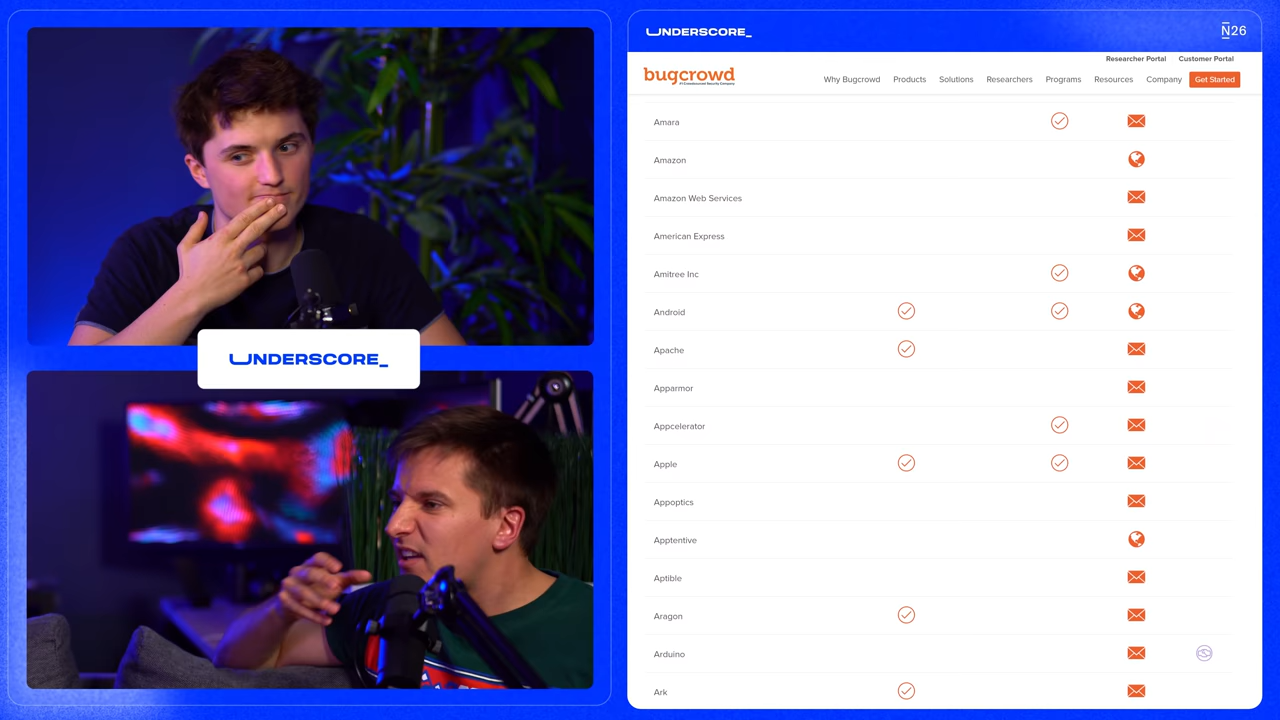 UNDERSCORE_
UNDERSCORE_
N26
Researcher Portal Customer Portal
bugcrowd
Why Bugcrowd Products Solutions Researchers Programs Resources Company Get Started
Amara
Amazon
Amazon Web Services
American Express
Amitree Inc
Android
Apache
Apparmor
Appcelerator
Apple
Appoptics
Apptentive
Aptible
Aragon
Arduino
Ark